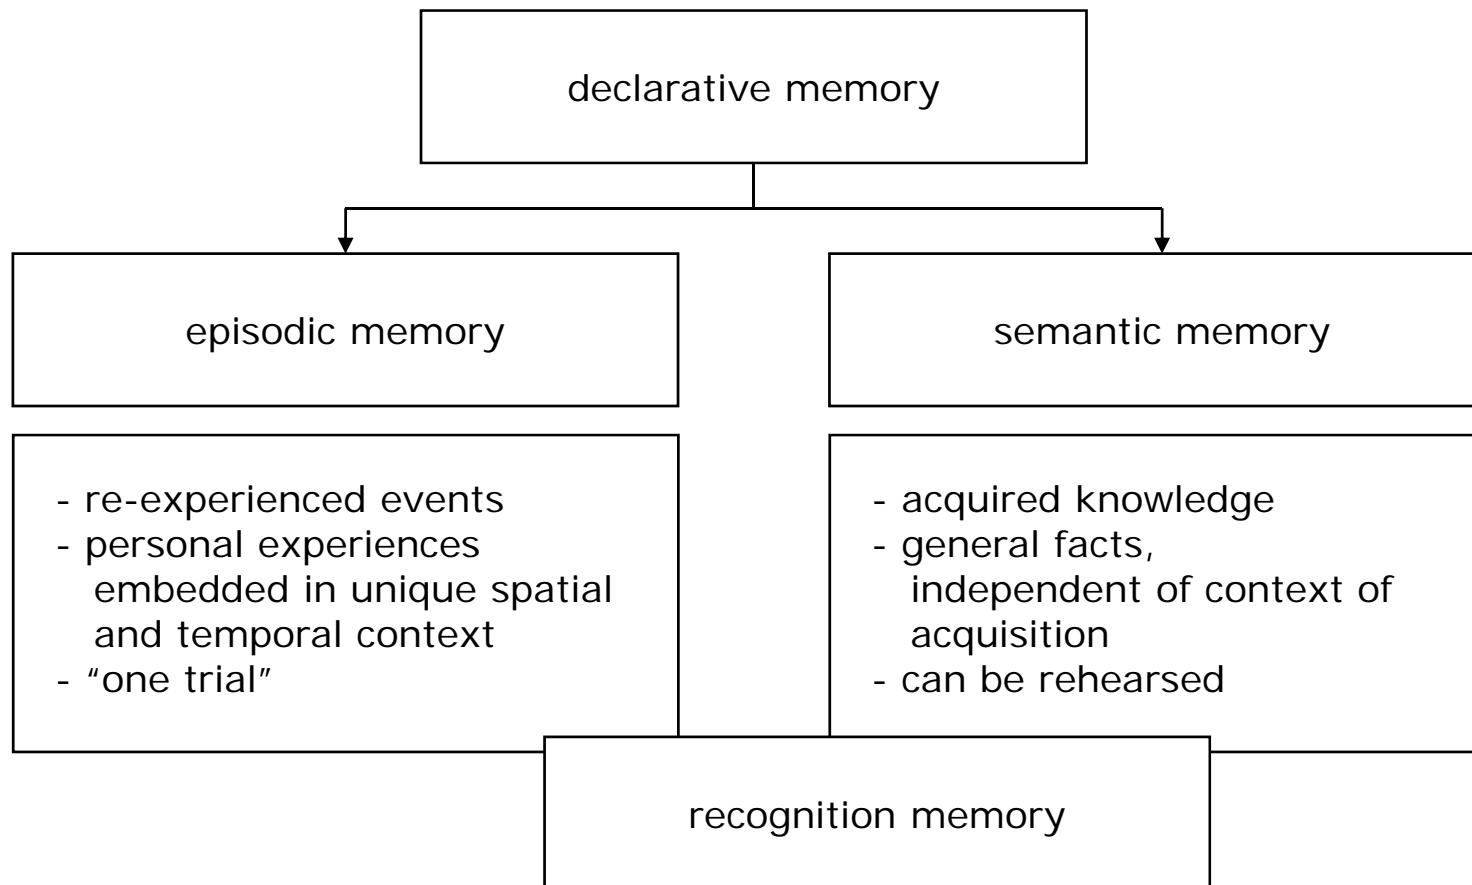 declarative memory
episodic memory
semantic memory
- re-experienced events
- personal experiences
embedded in unique spatial
and temporal context
- “one trial”
- acquired knowledge
- general facts,
independent of context of
acquisition
- can be rehearsed
recognition memory